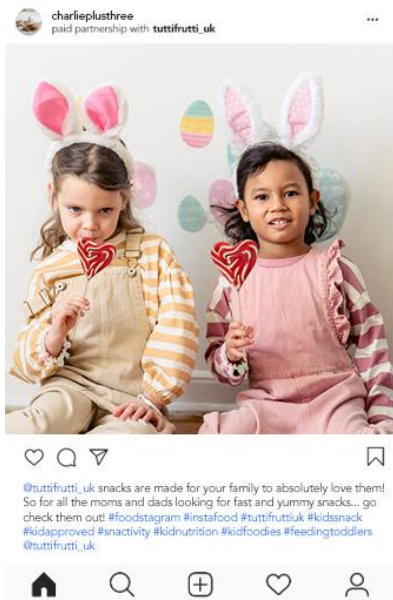 charlieplusthree
paid partnership with tuttifrutti_uk
@tuttifrutti_uk snacks are made for your family to absolutely love them!
So for all the moms and dads looking for fast and yummy snacks... go
check them out! #foodstagram #instafood #tuttifruttiuk #kidssnack
#kidapproved #snactivity #kidnutrition #kidfoodies #feedingtoddlers
@tuttifrutti_uk